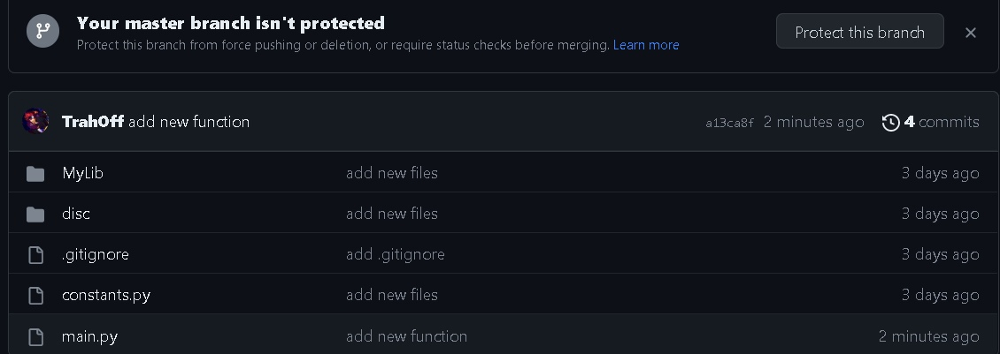 Your master branch isn't protected
Protect this branch from force pushing or deletion, or require status checks before merging. Learn more
Protect this branch
TrahOff add new function a13ca8f 2 minutes ago 4 commits
MyLib add new files 3 days ago
disc add new files 3 days ago
.gitignore add .gitignore 3 days ago
constants.py add new files 3 days ago
main.py add new function 2 minutes ago